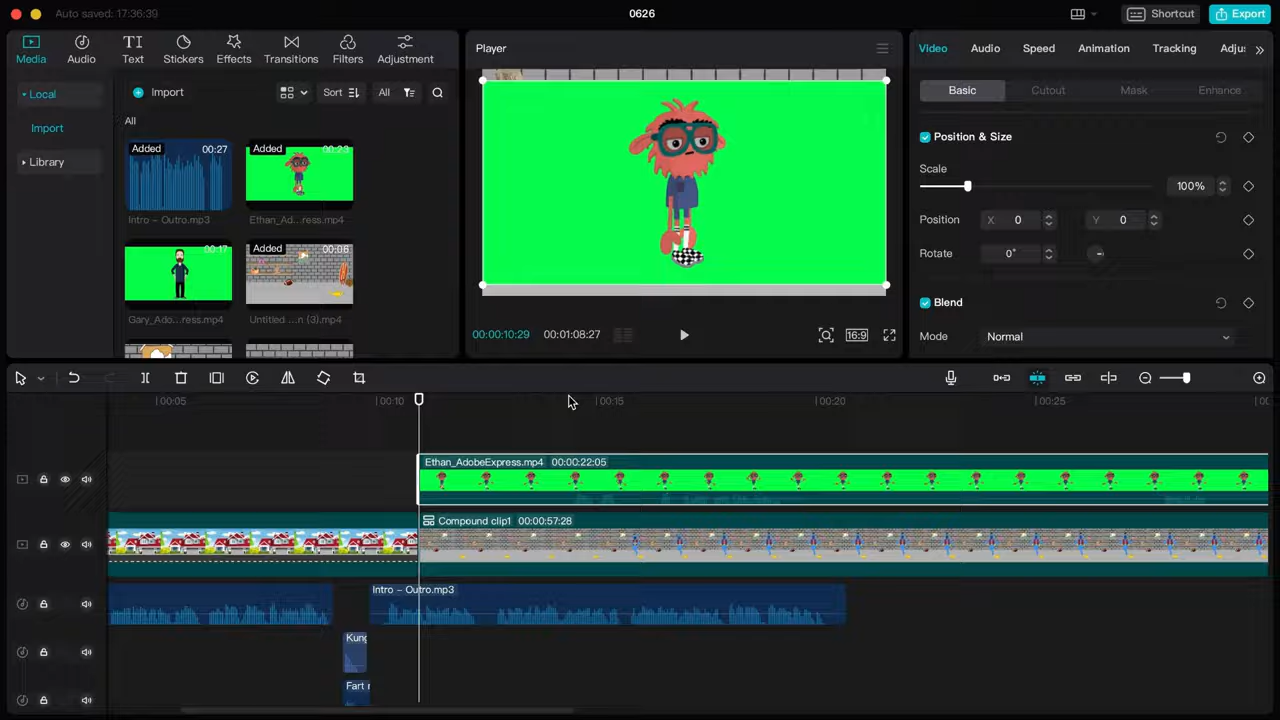 Auto saved: 17:36:39
0626
Shortcut
Export
Media
Audio
Text
Stickers
Effects
Transitions
Filters
Adjustment
Local
Import
Library
Import
Sort
All
All
Added
00:27
Intro - Outro.mp3
Added
00:23
Ethan_Ad...ress.mp4
00:17
Gary_Ado...ress.mp4
Added
00:06
Untitled ...n (3).mp4
Player
00:00:10:29
00:01:08:27
16:9
Video
Audio
Speed
Animation
Tracking
Basic
Cutout
Mask
Enhance
Position & Size
Scale
100%
Position
X 0
Y 0
Rotate
0°
Blend
Mode
Normal
00:05
00:10
00:15
00:20
00:25
Ethan_AdobeExpress.mp4 00:00:22:05
Compound clip1 00:00:57:28
Intro - Outro.mp3